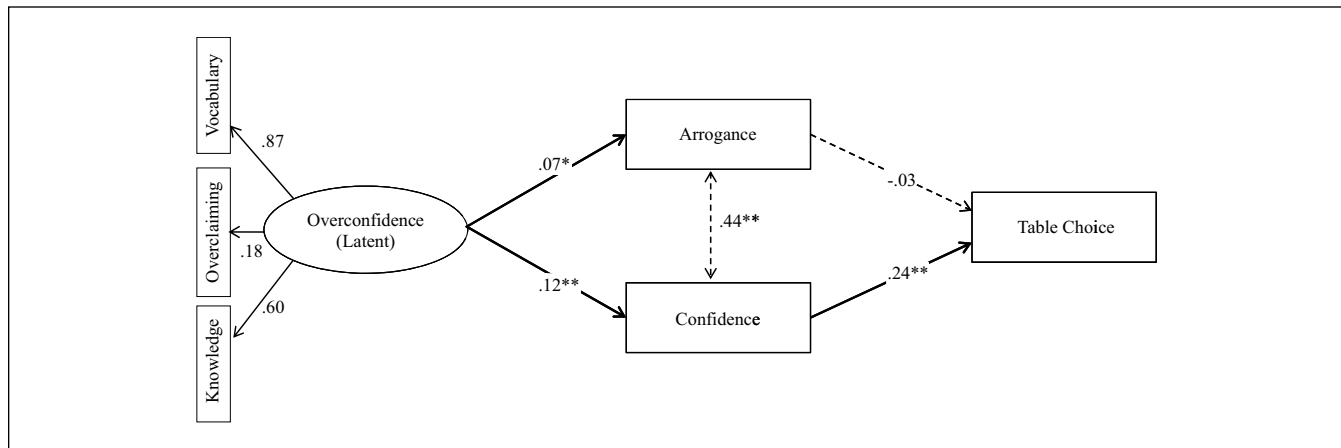 Vocabulary
.87
Overclaiming
.18
Knowledge
.60
Overconfidence
(Latent)
.07*
.12**
Arrogance
.44**
Confidence
-.03
.24**
Table Choice